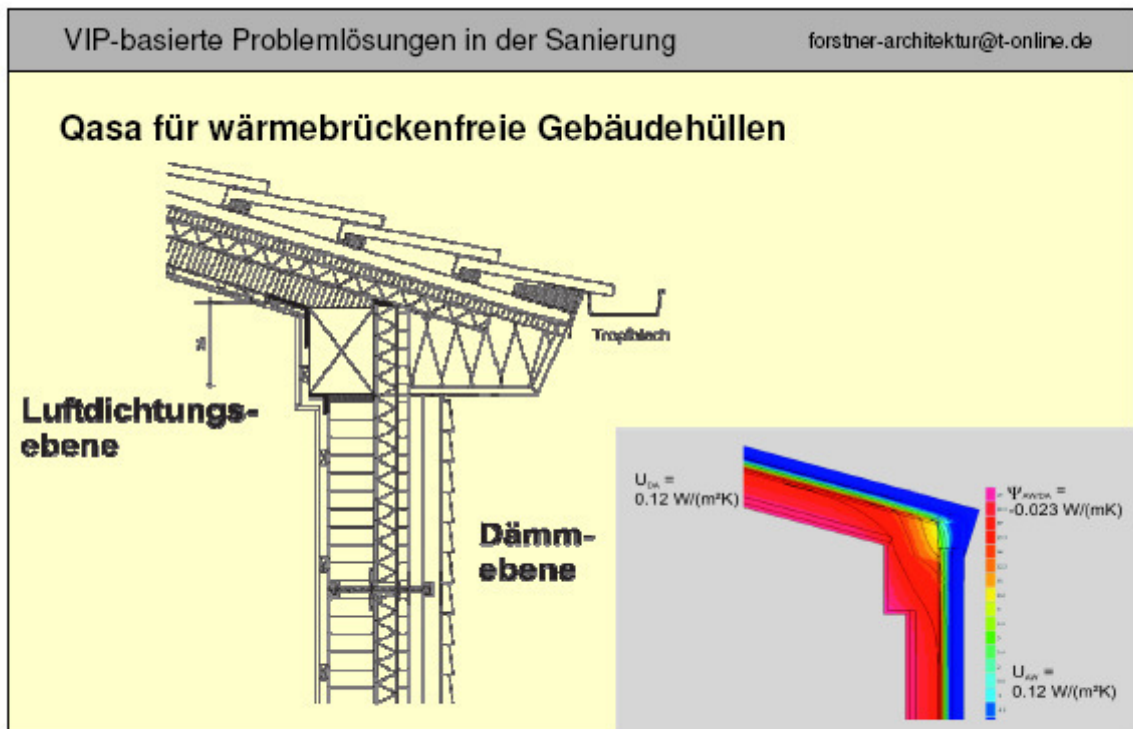 VIP-basierte Problemlösungen in der Sanierung
forstner-architektur@t-online.de
Qasa für wärmebrückenfreie Gebäudehüllen
Tropfblech
Luftdichtungs-
ebene
Dämm-
ebene
U_DA =
0.12 W/(m²K)
Ψ_AW/DA =
-0.023 W/(mK)
U_AW =
0.12 W/(m²K)